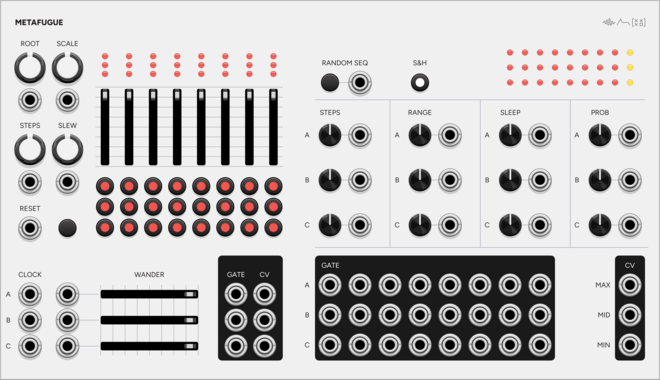 METAFUGUE
ROOT SCALE
RANDOM SEQ S&H
STEPS RANGE SLEEP PROB
A A A A
STEPS SLEW
B B B B
RESET
C C C C
GATE CV
CLOCK WANDER GATE CV
A A MAX
B B MID
C C MIN